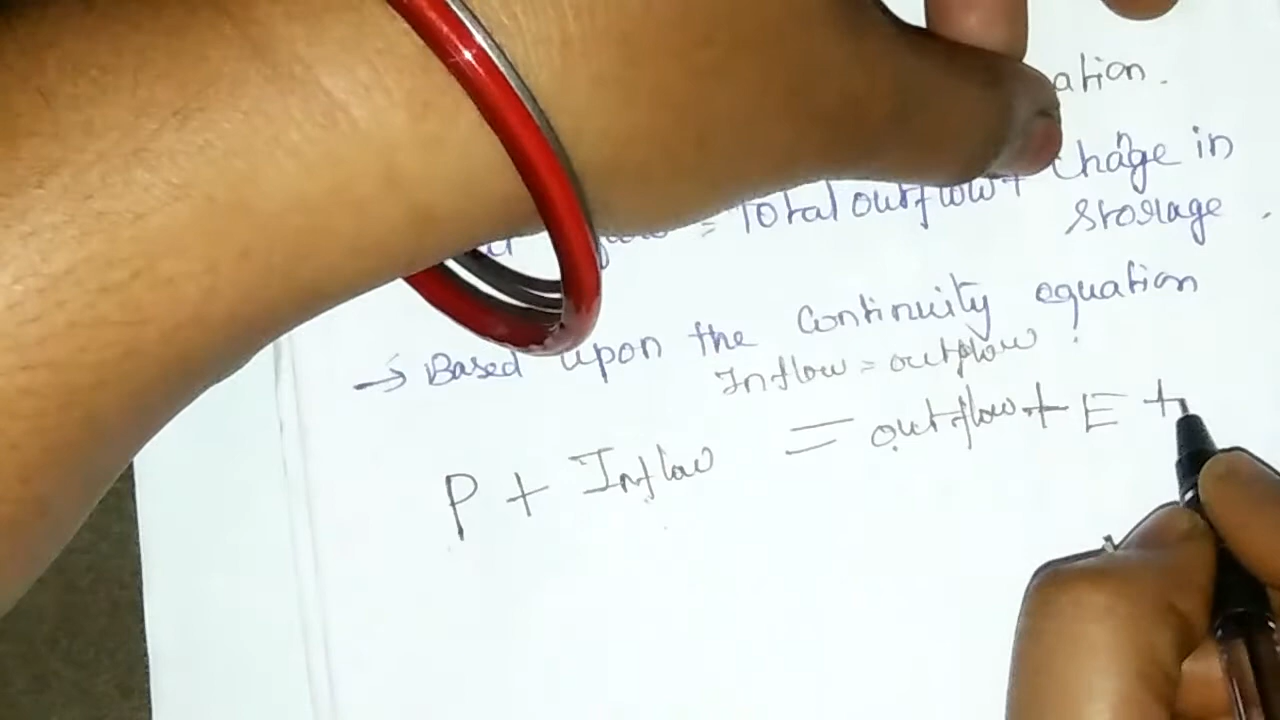 ation.
= Total outflow + change in
storage.
→ Based upon the continuity equation.
Inflow = outflow
P + Inflow = outflow + E +